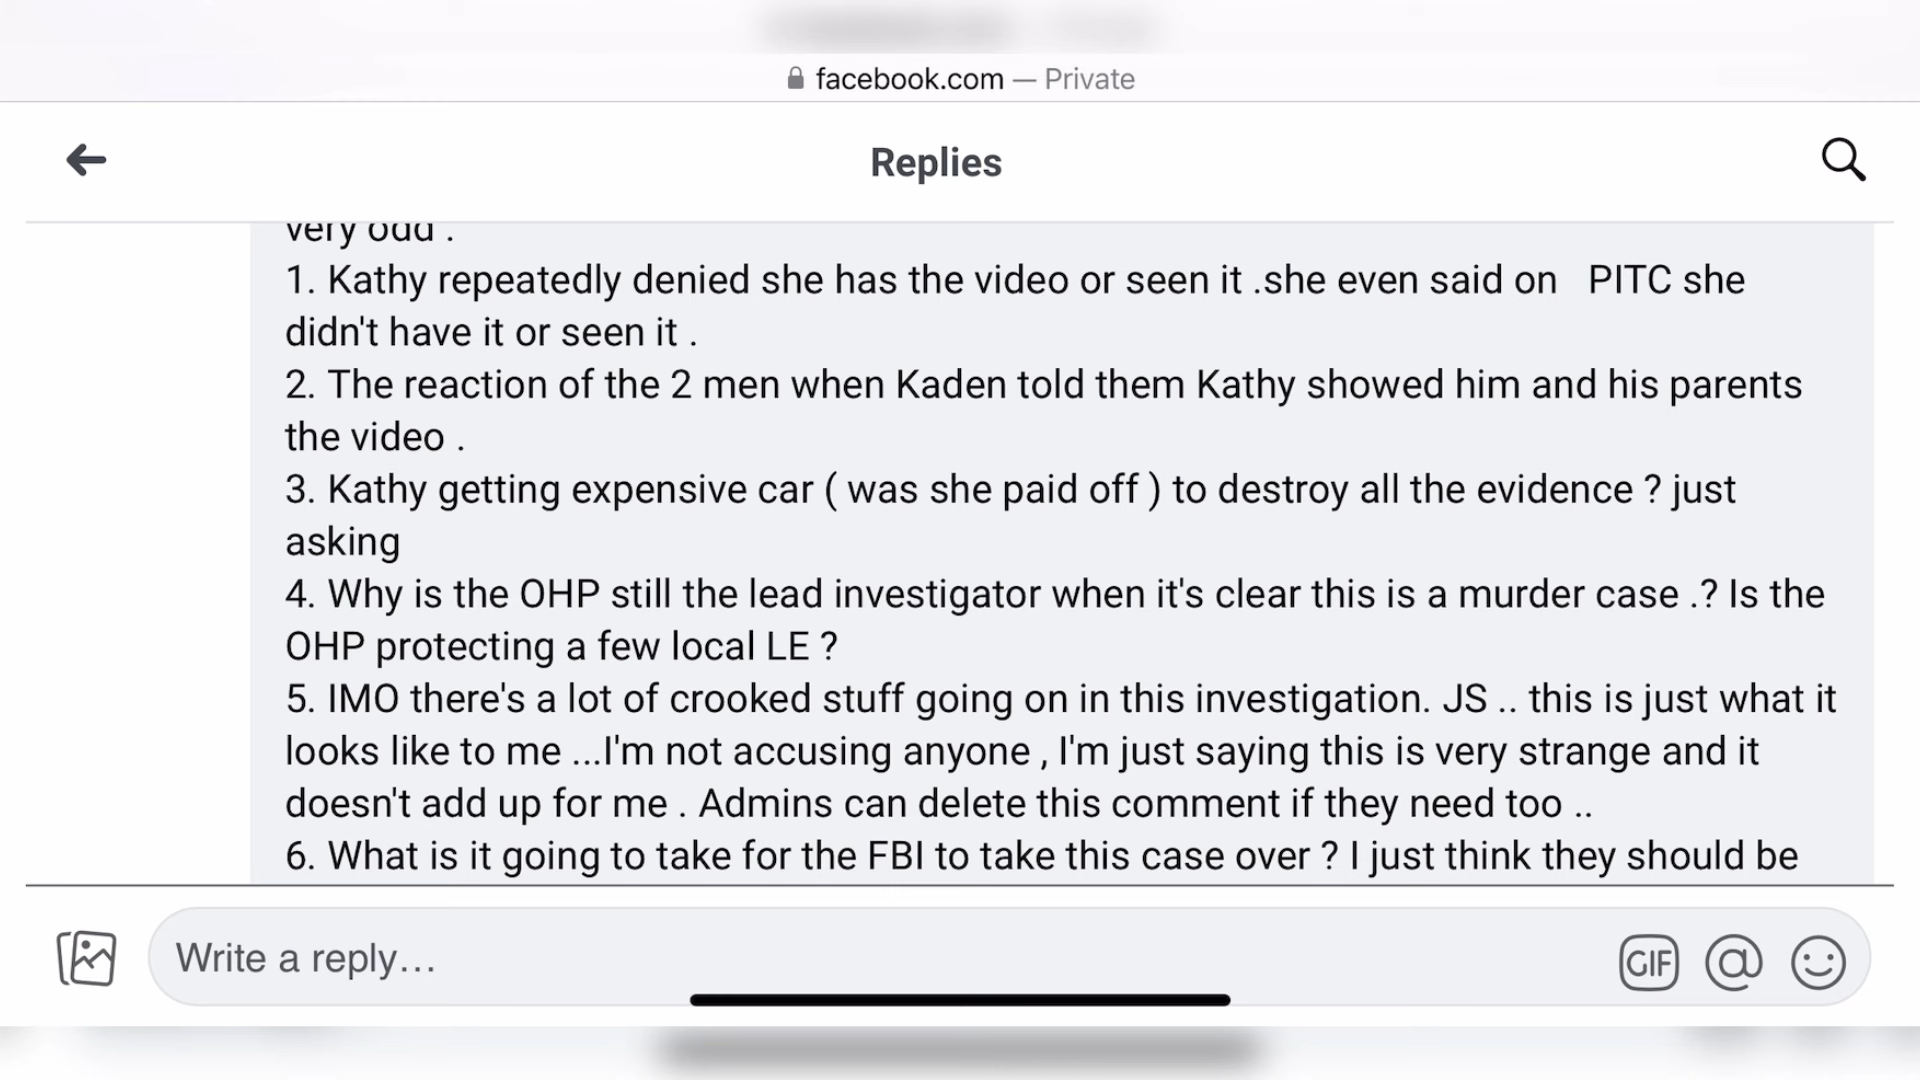 facebook.com — Private
Replies
very odd .
1. Kathy repeatedly denied she has the video or seen it .she even said on PITC she
didn't have it or seen it .
2. The reaction of the 2 men when Kaden told them Kathy showed him and his parents
the video .
3. Kathy getting expensive car ( was she paid off ) to destroy all the evidence ? just
asking
4. Why is the OHP still the lead investigator when it's clear this is a murder case .? Is the
OHP protecting a few local LE ?
5. IMO there's a lot of crooked stuff going on in this investigation. JS .. this is just what it
looks like to me ...I'm not accusing anyone , I'm just saying this is very strange and it
doesn't add up for me . Admins can delete this comment if they need too ..
6. What is it going to take for the FBI to take this case over ? I just think they should be
Write a reply...
GIF